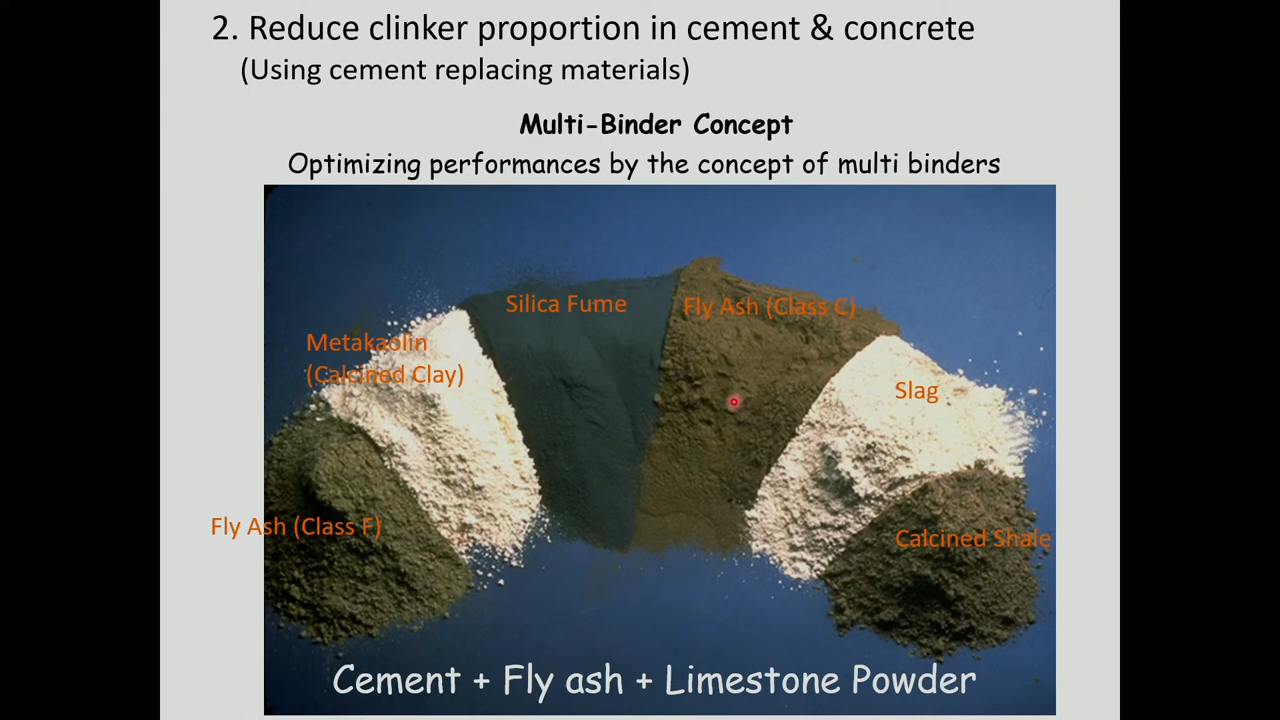 2. Reduce clinker proportion in cement & concrete
(Using cement replacing materials)
Multi-Binder Concept
Optimizing performances by the concept of multi binders
Silica Fume
Fly Ash (Class C)
Metakaolin
(Calcined Clay)
Slag
Fly Ash (Class F)
Calcined Shale
Cement + Fly ash + Limestone Powder